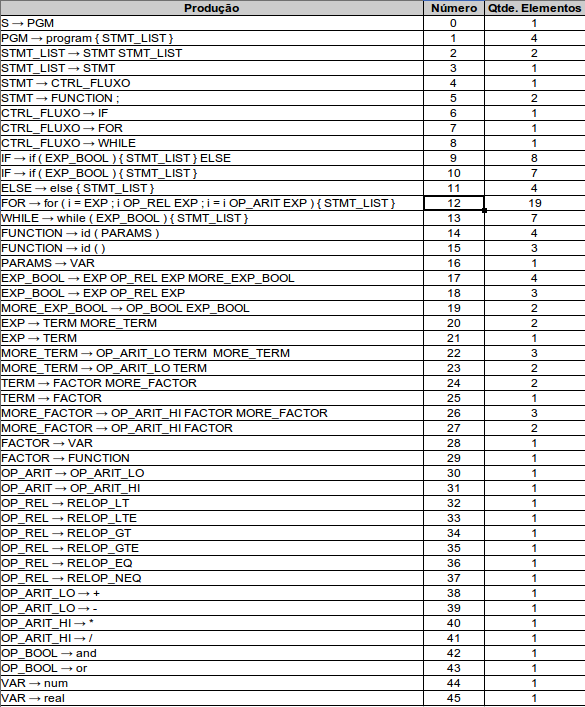 Produção Número Qtde. Elementos
S → PGM 0 1
PGM → program { STMT_LIST } 1 4
STMT_LIST → STMT STMT_LIST 2 2
STMT_LIST → STMT 3 1
STMT → CTRL_FLUXO 4 1
STMT → FUNCTION ; 5 2
CTRL_FLUXO → IF 6 1
CTRL_FLUXO → FOR 7 1
CTRL_FLUXO → WHILE 8 1
IF → if ( EXP_BOOL ) { STMT_LIST } ELSE 9 8
IF → if ( EXP_BOOL ) { STMT_LIST } 10 7
ELSE → else { STMT_LIST } 11 4
FOR → for ( i = EXP ; i OP_REL EXP ; i = i OP_ARIT EXP ) { STMT_LIST } 12 19
WHILE → while ( EXP_BOOL ) { STMT_LIST } 13 7
FUNCTION → id ( PARAMS ) 14 4
FUNCTION → id ( ) 15 3
PARAMS → VAR 16 1
EXP_BOOL → EXP OP_REL EXP MORE_EXP_BOOL 17 4
EXP_BOOL → EXP OP_REL EXP 18 3
MORE_EXP_BOOL → OP_BOOL EXP_BOOL 19 2
EXP → TERM MORE_TERM 20 2
EXP → TERM 21 1
MORE_TERM → OP_ARIT_LO TERM MORE_TERM 22 3
MORE_TERM → OP_ARIT_LO TERM 23 2
TERM → FACTOR MORE_FACTOR 24 2
TERM → FACTOR 25 1
MORE_FACTOR → OP_ARIT_HI FACTOR MORE_FACTOR 26 3
MORE_FACTOR → OP_ARIT_HI FACTOR 27 2
FACTOR → VAR 28 1
FACTOR → FUNCTION 29 1
OP_ARIT → OP_ARIT_LO 30 1
OP_ARIT → OP_ARIT_HI 31 1
OP_REL → RELOP_LT 32 1
OP_REL → RELOP_LTE 33 1
OP_REL → RELOP_GT 34 1
OP_REL → RELOP_GTE 35 1
OP_REL → RELOP_EQ 36 1
OP_REL → RELOP_NEQ 37 1
OP_ARIT_LO → + 38 1
OP_ARIT_LO → - 39 1
OP_ARIT_HI → * 40 1
OP_ARIT_HI → / 41 1
OP_BOOL → and 42 1
OP_BOOL → or 43 1
VAR → num 44 1
VAR → real 45 1